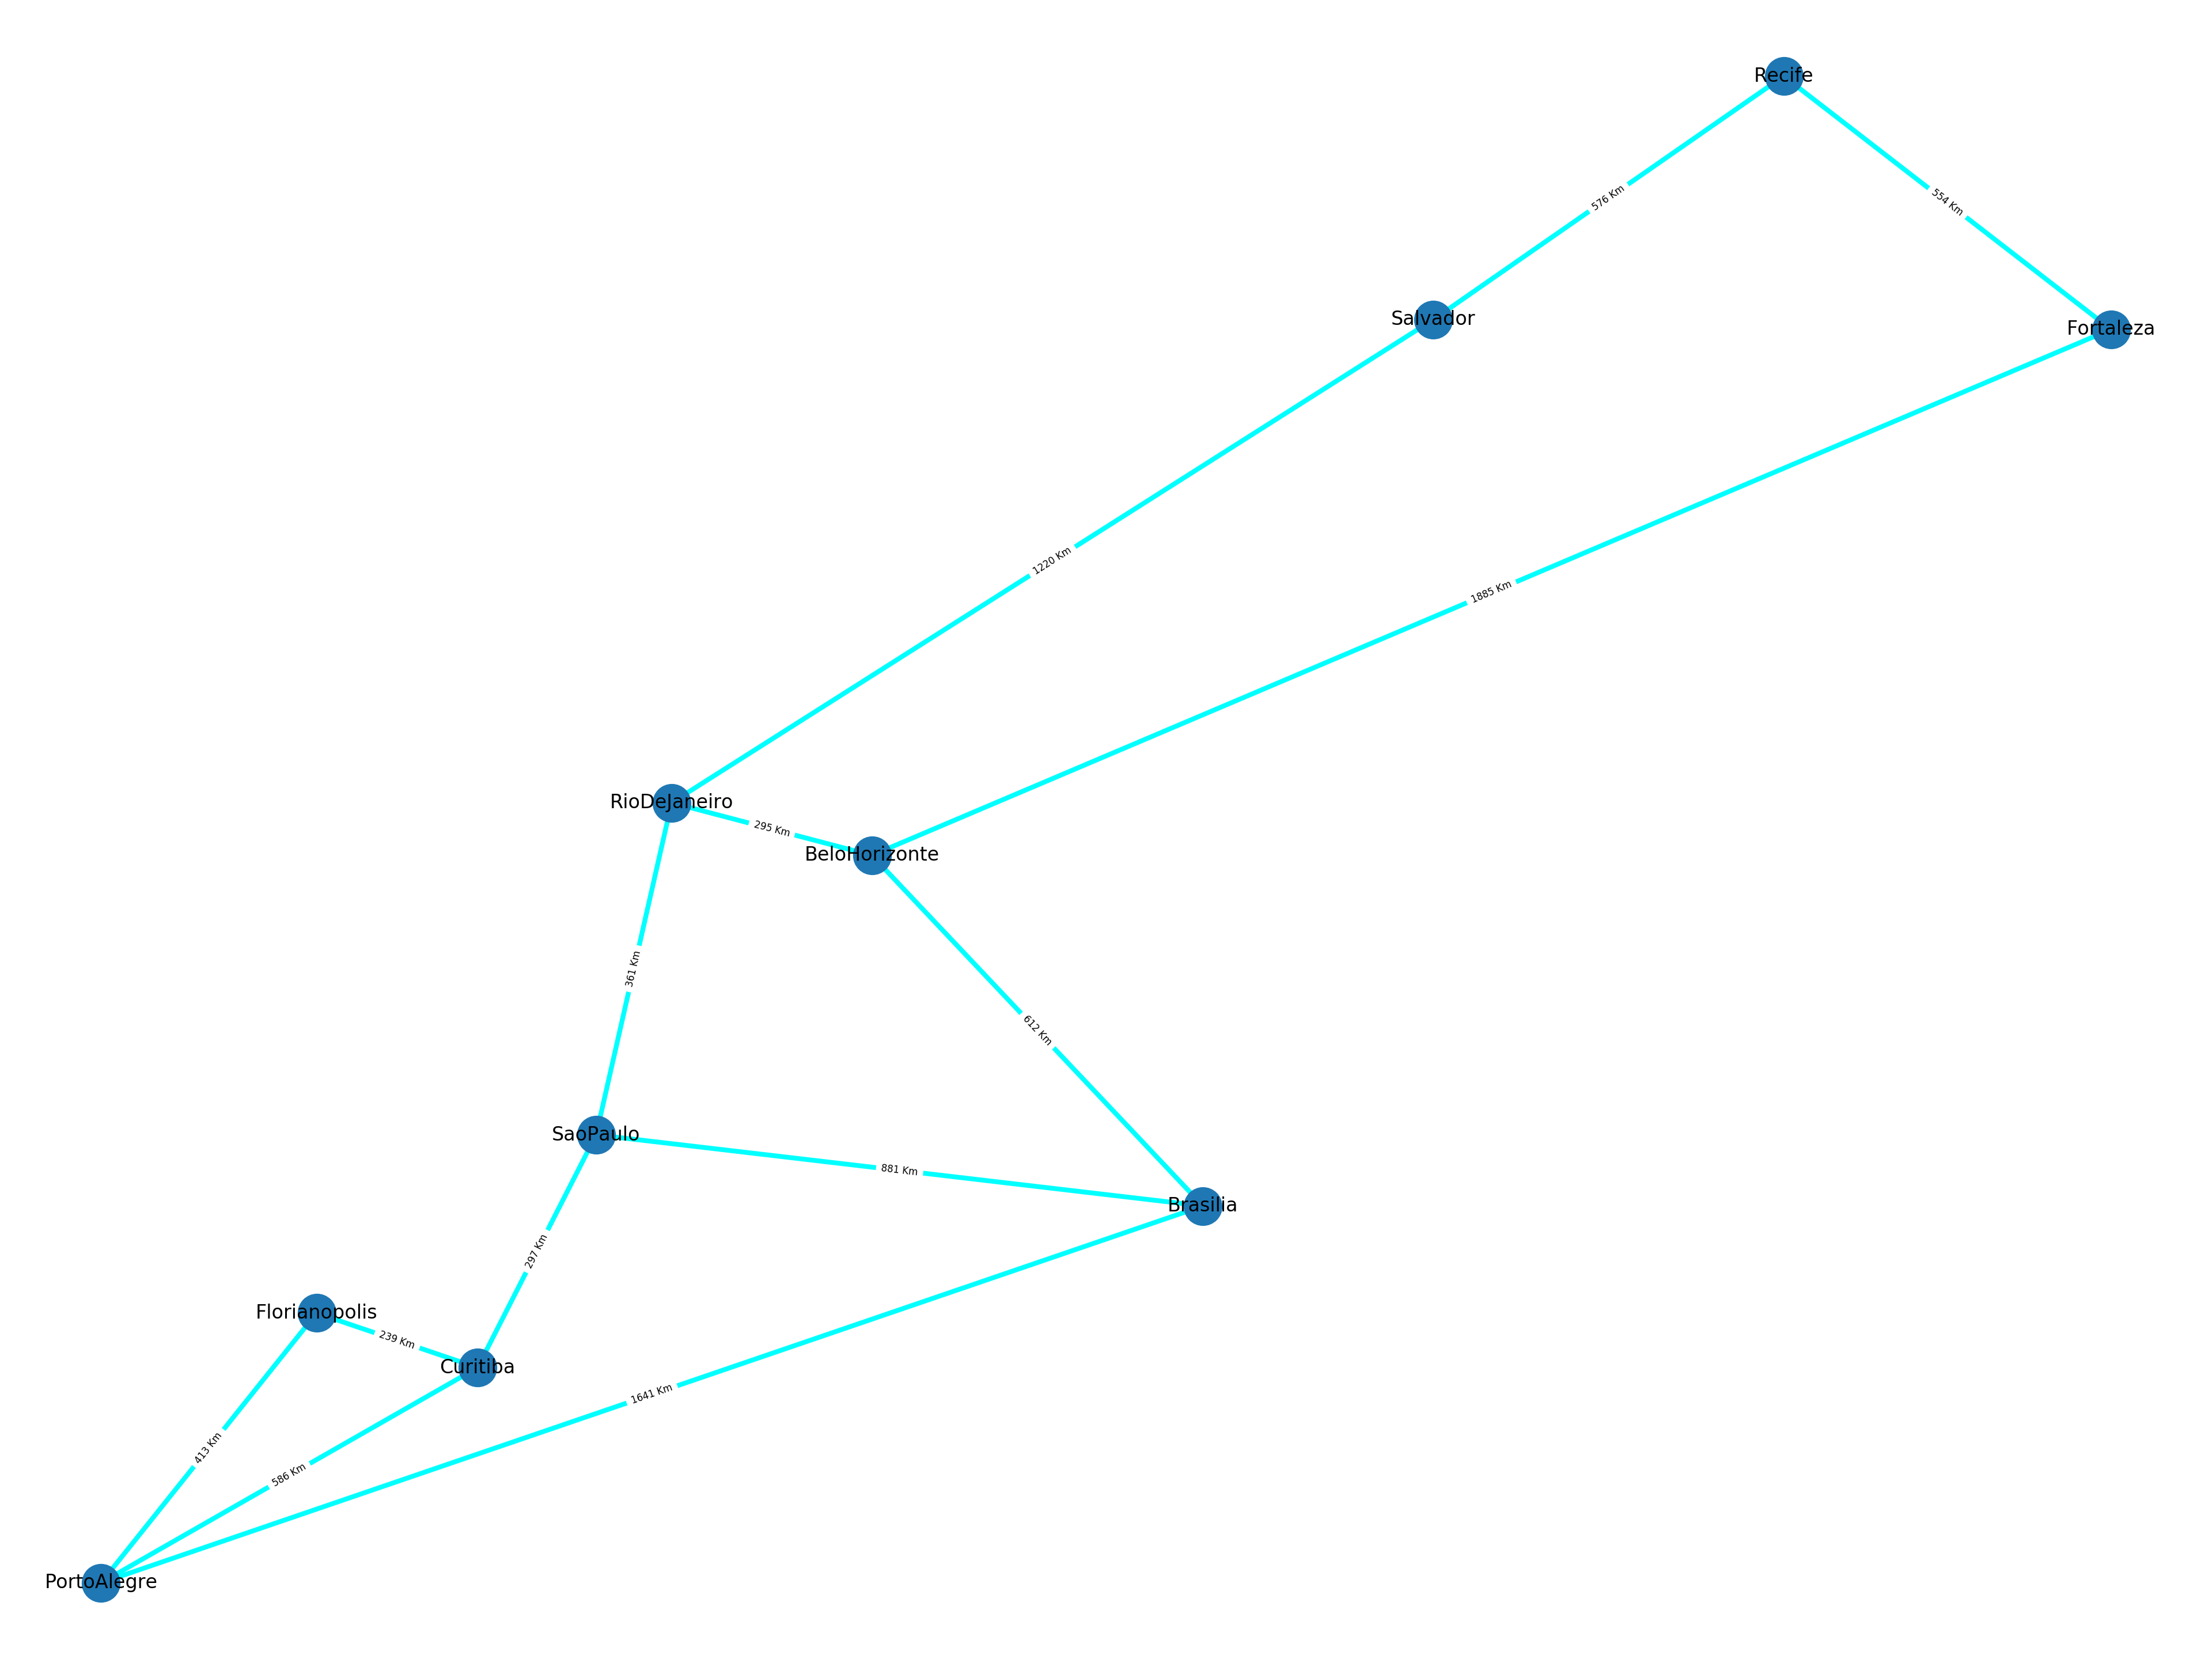 Recife
576 Km
554 Km
Salvador
Fortaleza
1220 Km
1885 Km
RioDeJaneiro
295 Km
BeloHorizonte
361 Km
612 Km
SaoPaulo
881 Km
Brasilia
297 Km
Florianopolis
239 Km
Curitiba
1641 Km
413 Km
586 Km
PortoAlegre